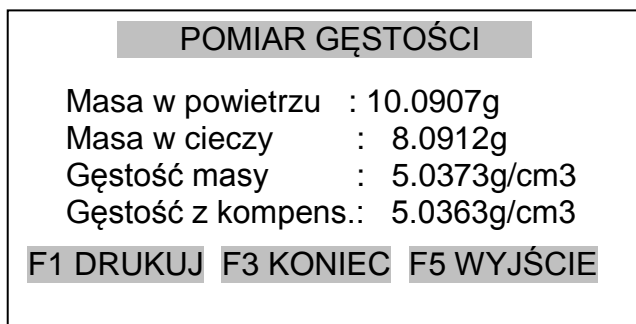 POMIAR GĘSTOŚCI
Masa w powietrzu : 10.0907g
Masa w cieczy : 8.0912g
Gęstość masy : 5.0373g/cm3
Gęstość z kompens.: 5.0363g/cm3
F1 DRUKUJ F3 KONIEC F5 WYJŚCIE